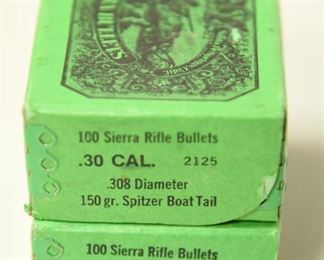 100 Sierra Rifle Bullets
.30 CAL. 2125
.308 Diameter
150 gr. Spitzer Boat Tail
100 Sierra Rifle Bullets